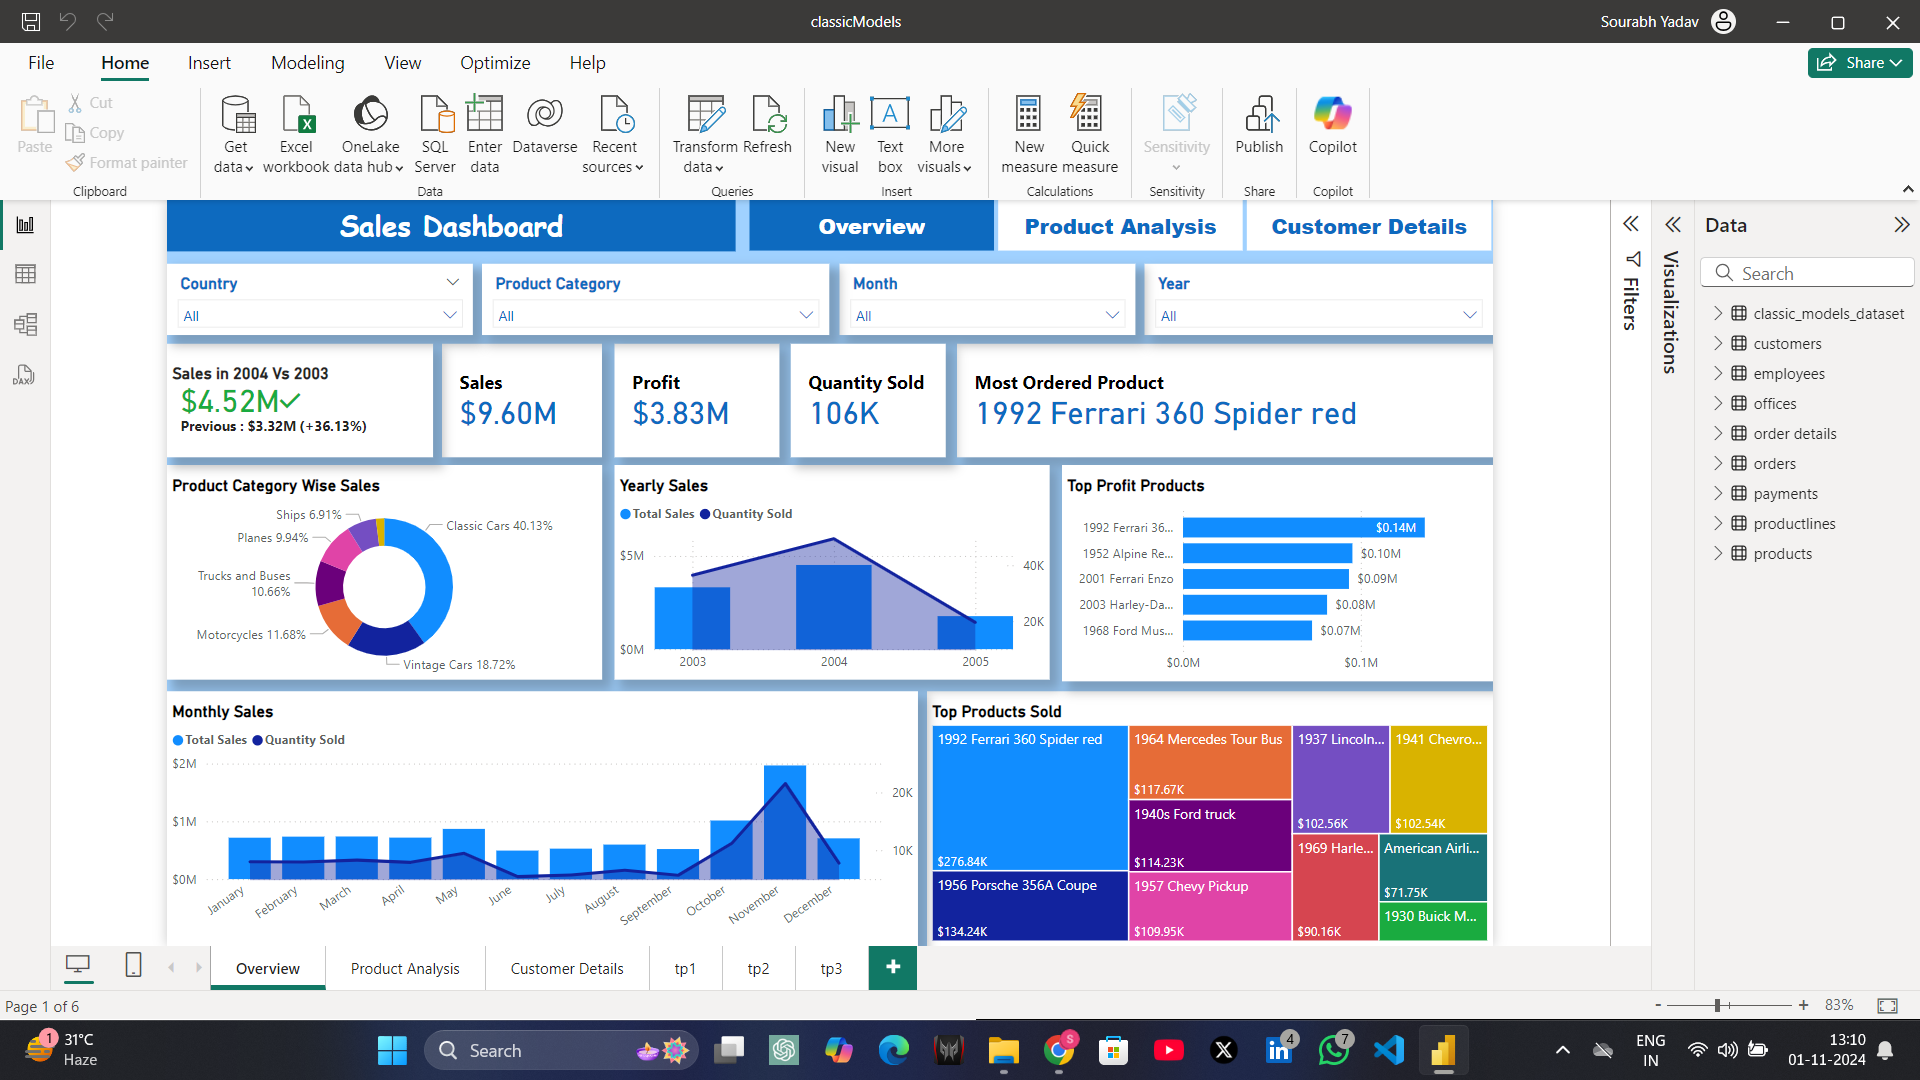 classicModels
Sourabh Yadav
File
Home
Insert
Modeling
View
Optimize
Help
Share
Paste
Cut
Copy
Format painter
Clipboard
Get data
Excel workbook
OneLake data hub
SQL Server
Enter data
Dataverse
Recent sources
Data
Transform data
Refresh
Queries
New visual
Text box
More visuals
Insert
New measure
Quick measure
Calculations
Sensitivity
Sensitivity
Publish
Share
Copilot
Copilot
DAX
Sales Dashboard
Overview
Product Analysis
Customer Details
Country
All
Product Category
All
Month
All
Year
All
Sales in 2004 Vs 2003
$4.52M
Previous : $3.32M (+36.13%)
Sales
$9.60M
Profit
$3.83M
Quantity Sold
106K
Most Ordered Product
1992 Ferrari 360 Spider red
Product Category Wise Sales
Ships 6.91%
Planes 9.94%
Trucks and Buses
10.66%
Motorcycles 11.68%
Classic Cars 40.13%
Vintage Cars 18.72%
Yearly Sales
Total Sales
Quantity Sold
$5M
$0M
40K
20K
2003
2004
2005
Top Profit Products
1992 Ferrari 36...
$0.14M
1952 Alpine Re...
$0.10M
2001 Ferrari Enzo
$0.09M
2003 Harley-Da...
$0.08M
1968 Ford Mus...
$0.07M
$0.0M
$0.1M
Monthly Sales
Total Sales
Quantity Sold
$2M
$1M
$0M
20K
10K
January
February
March
April
May
June
July
August
September
October
November
December
Top Products Sold
1992 Ferrari 360 Spider red
$276.84K
1956 Porsche 356A Coupe
$134.24K
1964 Mercedes Tour Bus
$117.67K
1940s Ford truck
$114.23K
1957 Chevy Pickup
$109.95K
1937 Lincoln...
$102.56K
1941 Chevro...
$102.54K
1969 Harle...
$90.16K
American Airli...
$71.75K
1930 Buick M...
Filters
Visualizations
Data
Search
classic_models_dataset
customers
employees
offices
order details
orders
payments
productlines
products
Overview
Product Analysis
Customer Details
tp1
tp2
tp3
Page 1 of 6
- + 83%
1
31°C
Haze
Search
S
4
7
ENG
IN
13:10
01-11-2024